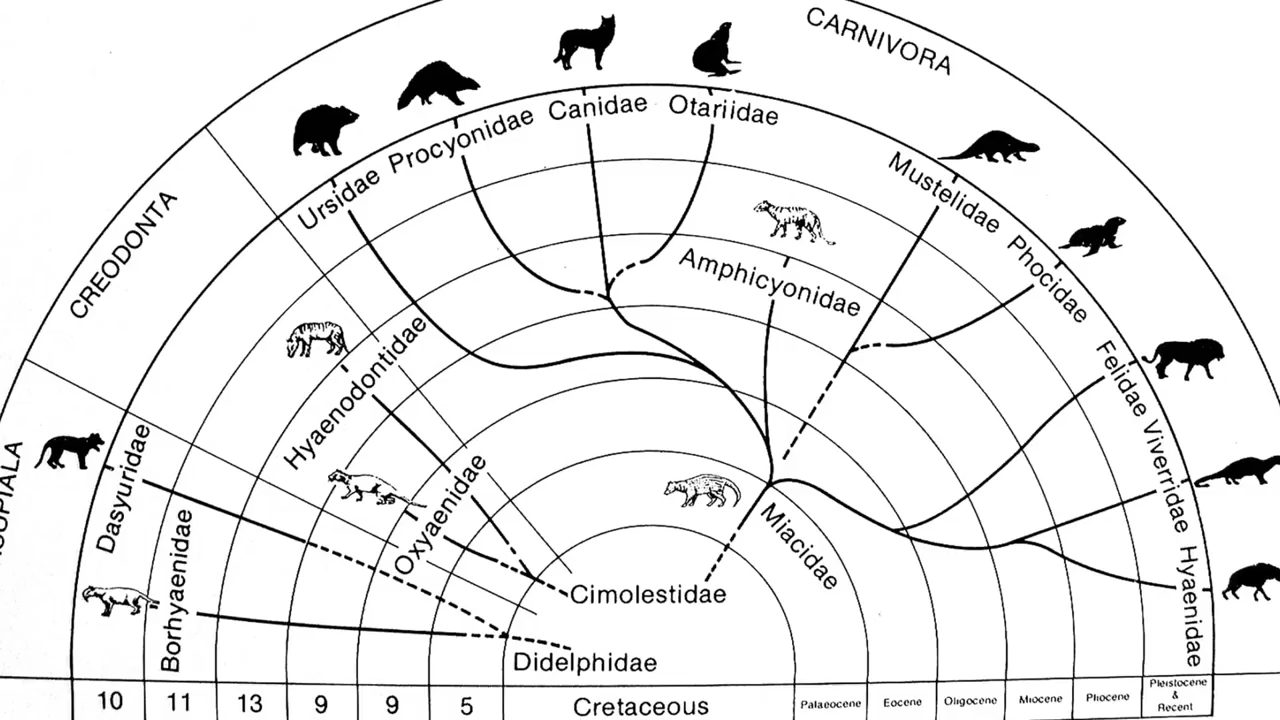 CARNIVORA
CREODONTA
Ursidae
Procyonidae
Canidae
Otariidae
Mustelidae
Phocidae
Amphicyonidae
Felidae
Viverridae
Hyaenidae
Hyaenodontidae
Oxyaenidae
Dasyuridae
Borhyaenidae
Miacidae
Cimolestidae
Didelphidae
10 11 13 9 9 5 Cretaceous Palaeocene Eocene Oligocene Miocene Pliocene Pleistocene & Recent